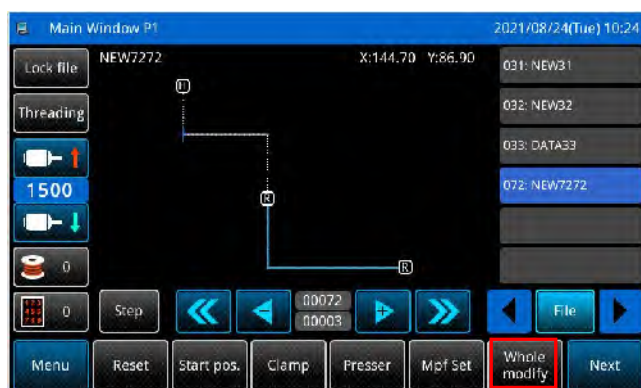 Main Window P1
2021/08/24(Tue) 10:24
Lock file
NEW7272
X:144.70 Y:86.90
031: NEW31
H
Threading
032: NEW32
033: DATA33
1500
072: NEW7272
R
R
0
0
Step
00072
00003
File
Menu
Reset
Start pos.
Clamp
Presser
Mpf Set
Whole
modify
Next